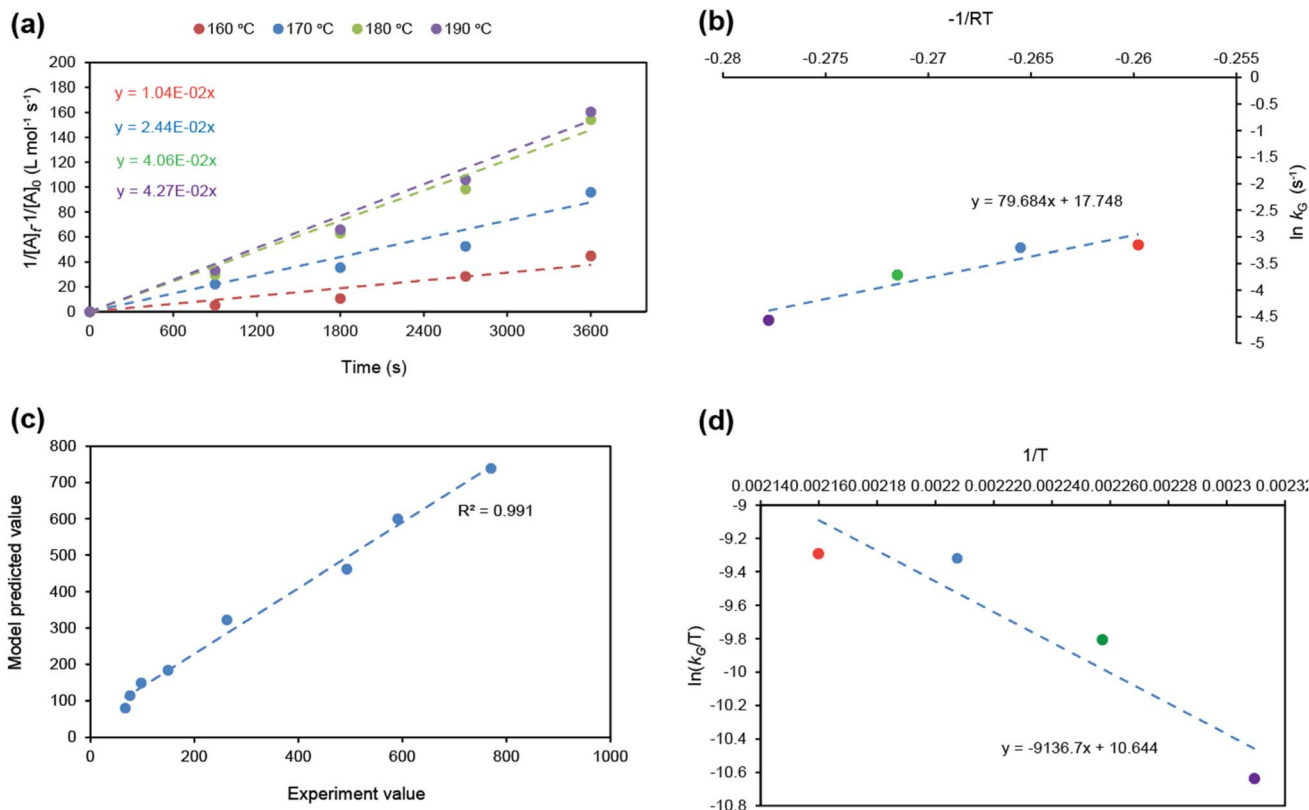 (a)
160 °C 170 °C 180 °C 190 °C
200
180
160
140
120
100
80
60
40
20
0
y = 1.04E-02x
y = 2.44E-02x
y = 4.06E-02x
y = 4.27E-02x
1/[A]t-1/[A]0 (L mol-1 s-1)
0 600 1200 1800 2400 3000 3600
Time (s)
(b)
-1/RT
-0.28 -0.275 -0.27 -0.265 -0.26 -0.255
0
-0.5
-1
-1.5
-2
-2.5
-3
-3.5
-4
-4.5
-5
y = 79.684x + 17.748
ln kG (s-1)
(c)
800
700
600
500
400
300
200
100
0
R² = 0.991
Model predicted value
0 200 400 600 800 1000
Experiment value
(d)
1/T
0.002140 0.002160 0.00218 0.0022 0.002220 0.002240 0.002260 0.00228 0.0023 0.00232
-9
-9.2
-9.4
-9.6
-9.8
-10
-10.2
-10.4
-10.6
-10.8
ln(kG/T)
y = -9136.7x + 10.644